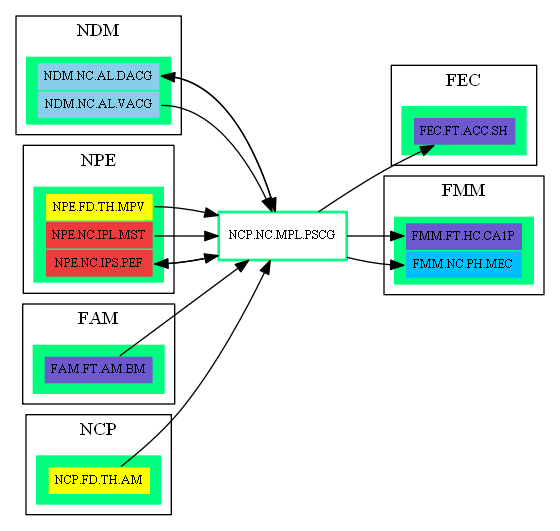 NDM
NDM.NC.AL.DACG
NDM.NC.AL.VACG
NPE
NPE.FD.TH.MPV
NPE.NC.IPL.MST
NPE.NC.IPS.PEF
FAM
FAM.FT.AM.BM
NCP
NCP.FD.TH.AM
NCP.NC.MPL.PSCG
FEC
FEC.FT.ACC.SH
FMM
FMM.FT.HC.CA1P
FMM.NC.PH.MEC